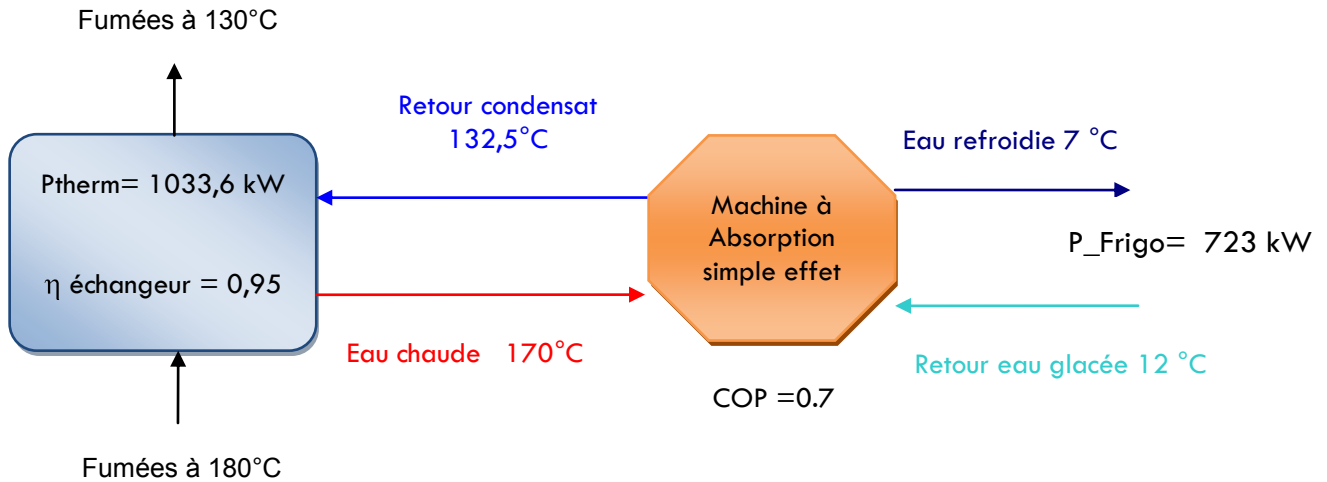 Fumées à 130°C
Retour condensat
132,5°C
Eau refroidie 7 °C
Ptherm= 1033,6 kW
Machine à
Absorption
simple effet
P_Frigo= 723 kW
η échangeur = 0,95
Eau chaude 170°C
Retour eau glacée 12 °C
COP =0.7
Fumées à 180°C